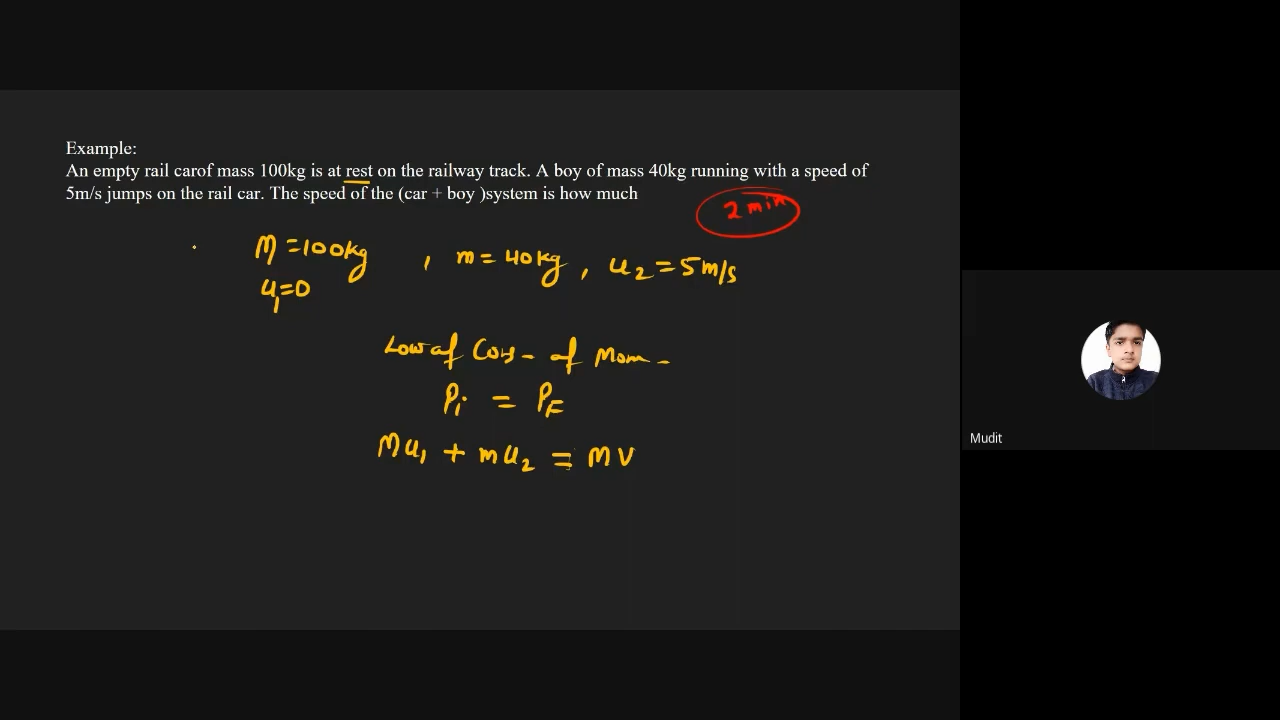 Example:
An empty rail carof mass 100kg is at rest on the railway track. A boy of mass 40kg running with a speed of
5m/s jumps on the rail car. The speed of the (car + boy )system is how much
2 min
M = 100kg , m = 40kg , u2 = 5m/s
u1=0
Low of Cons- of Mom-
Pi = PF
Mu1 + mu2 = MV
Mudit